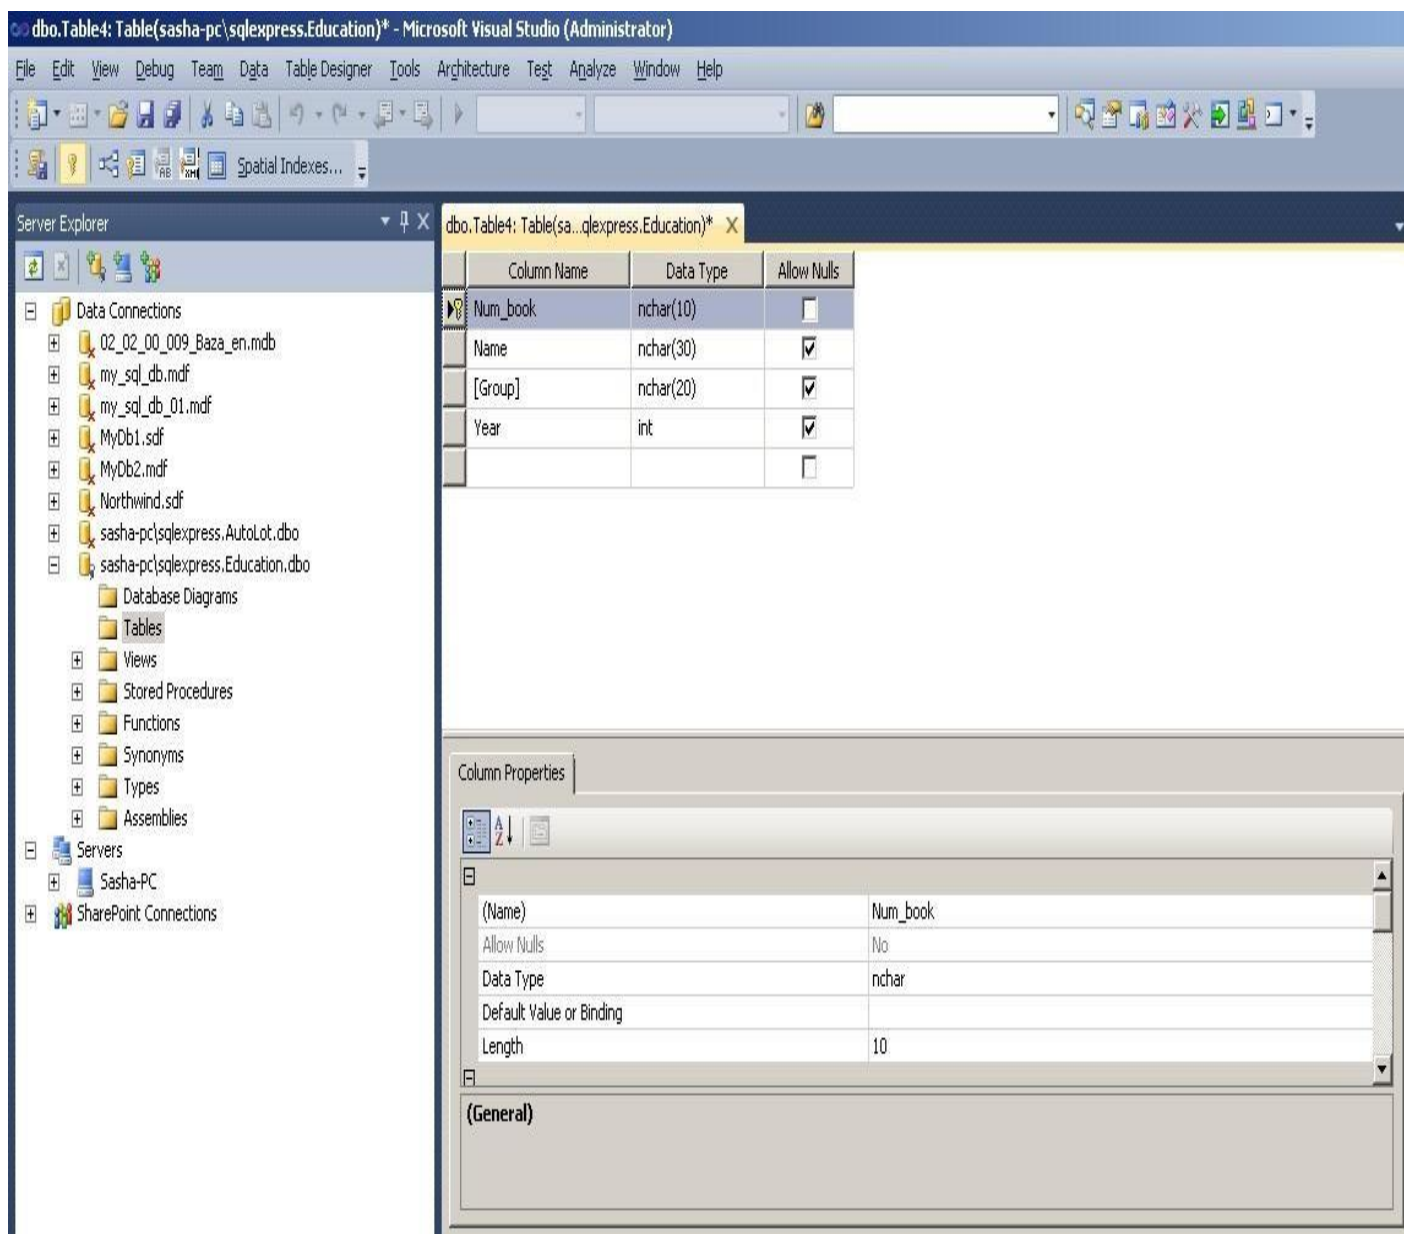 dbo.Table4: Table(sasha-pc\sqlexpress.Education)* - Microsoft Visual Studio (Administrator)
File Edit View Debug Team Data Table Designer Tools Architecture Test Analyze Window Help
Spatial Indexes...
Server Explorer
dbo.Table4: Table(sa...qlexpress.Education)*
Column Name Data Type Allow Nulls
Num_book nchar(10)
Name nchar(30)
[Group] nchar(20)
Year int
Data Connections
02_02_00_009_Baza_en.mdb
my_sql_db.mdf
my_sql_db_01.mdf
MyDb1.sdf
MyDb2.mdf
Northwind.sdf
sasha-pc\sqlexpress.AutoLot.dbo
sasha-pc\sqlexpress.Education.dbo
Database Diagrams
Tables
Views
Stored Procedures
Functions
Synonyms
Types
Assemblies
Servers
Sasha-PC
SharePoint Connections
Column Properties
(Name) Num_book
Allow Nulls No
Data Type nchar
Default Value or Binding
Length 10
(General)